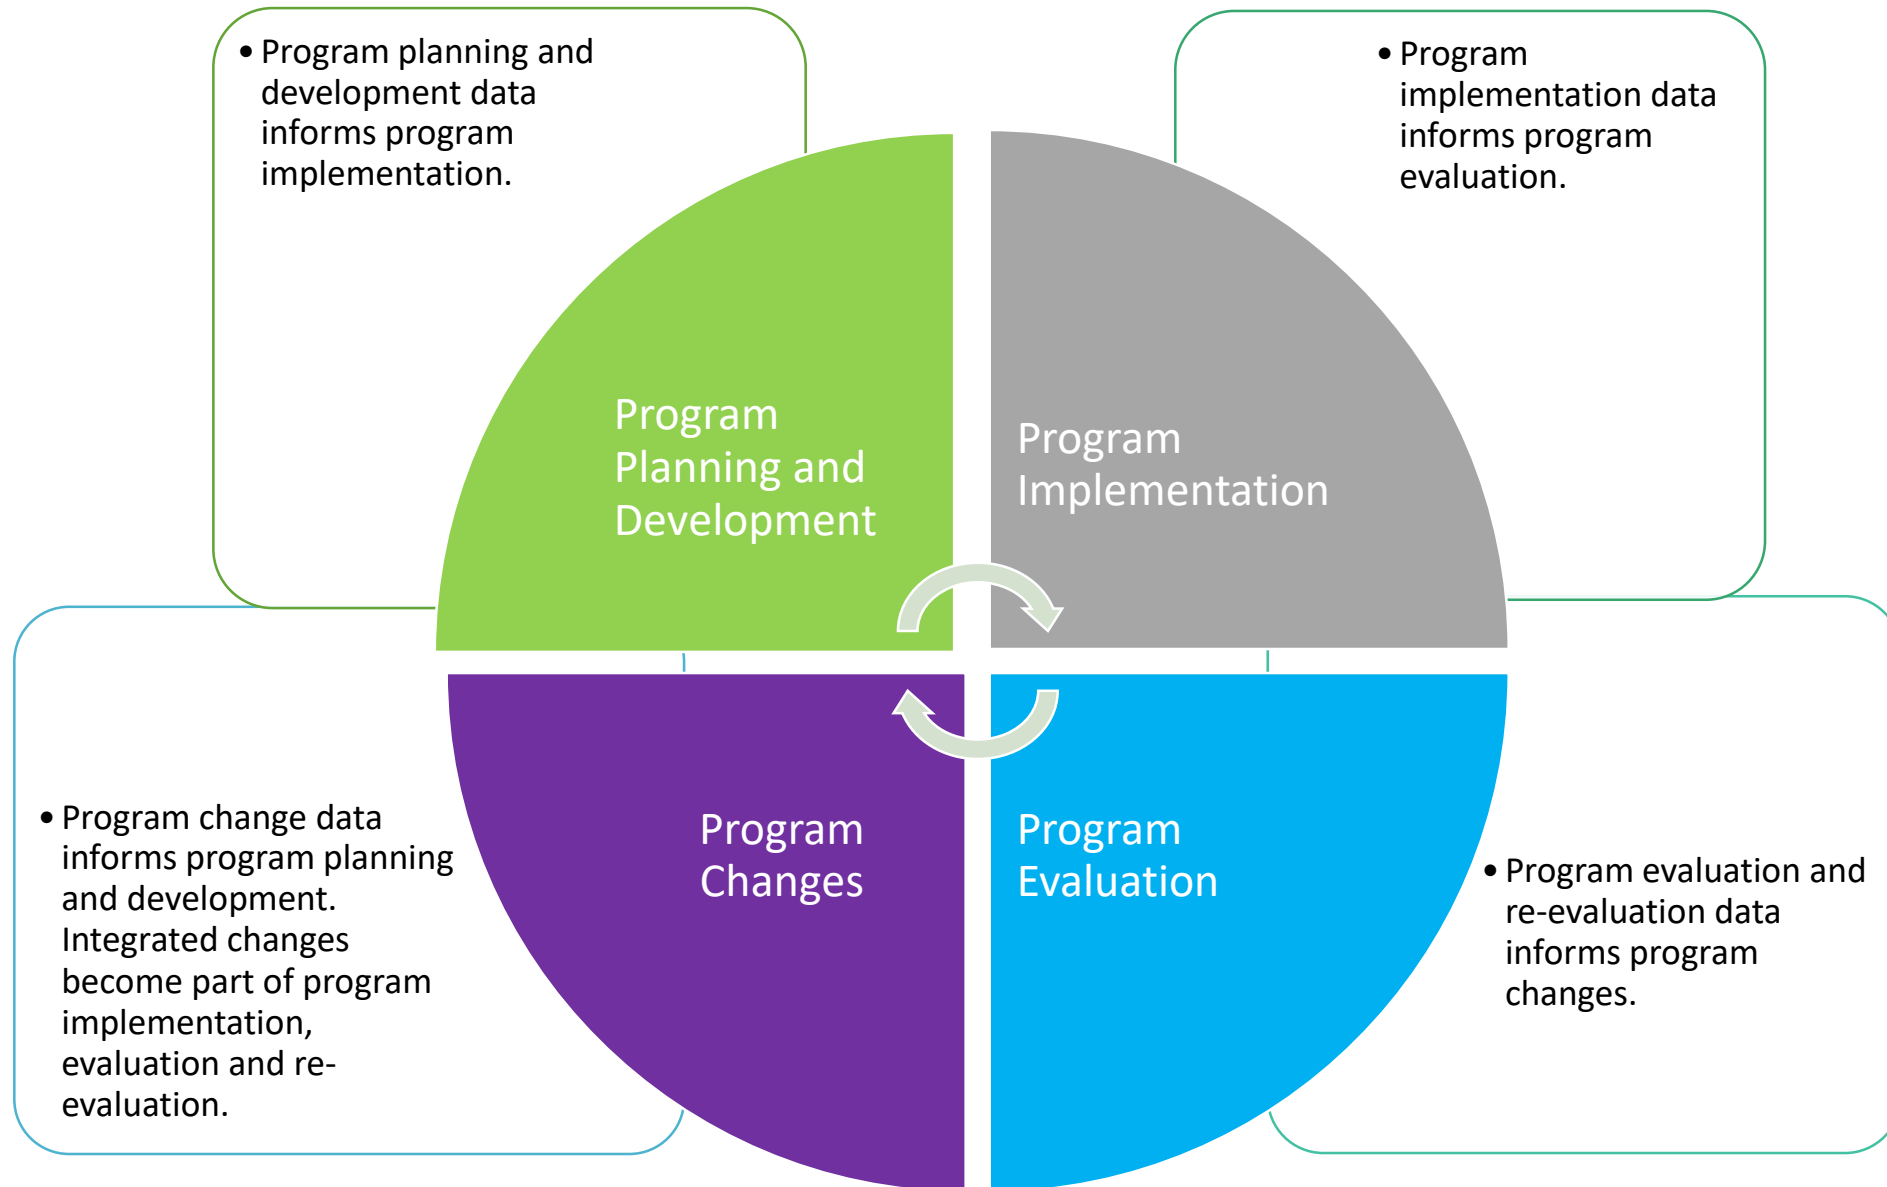 • Program planning and
development data
informs program
implementation.
• Program
implementation data
informs program
evaluation.
Program
Planning and
Development
Program
Implementation
Program
Changes
Program
Evaluation
• Program change data
informs program planning
and development.
Integrated changes
become part of program
implementation,
evaluation and re-
evaluation.
• Program evaluation and
re-evaluation data
informs program
changes.